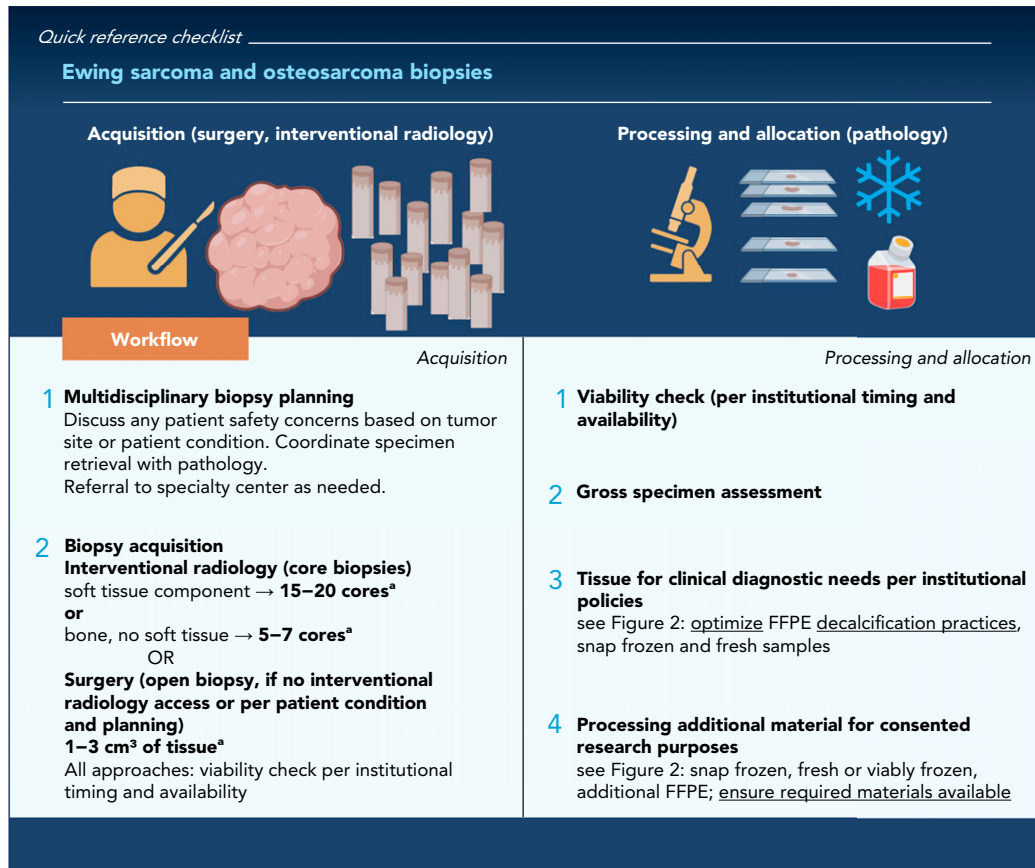 Quick reference checklist
Ewing sarcoma and osteosarcoma biopsies
Acquisition (surgery, interventional radiology)
Processing and allocation (pathology)
Workflow
Acquisition
1 Multidisciplinary biopsy planning
Discuss any patient safety concerns based on tumor
site or patient condition. Coordinate specimen
retrieval with pathology.
Referral to specialty center as needed.
2 Biopsy acquisition
Interventional radiology (core biopsies)
soft tissue component → 15–20 coresᵃ
or
bone, no soft tissue → 5–7 coresᵃ
OR
Surgery (open biopsy, if no interventional
radiology access or per patient condition
and planning)
1–3 cm³ of tissueᵃ
All approaches: viability check per institutional
timing and availability
Processing and allocation
1 Viability check (per institutional timing and
availability)
2 Gross specimen assessment
3 Tissue for clinical diagnostic needs per institutional
policies
see Figure 2: optimize FFPE decalcification practices,
snap frozen and fresh samples
4 Processing additional material for consented
research purposes
see Figure 2: snap frozen, fresh or viably frozen,
additional FFPE; ensure required materials available